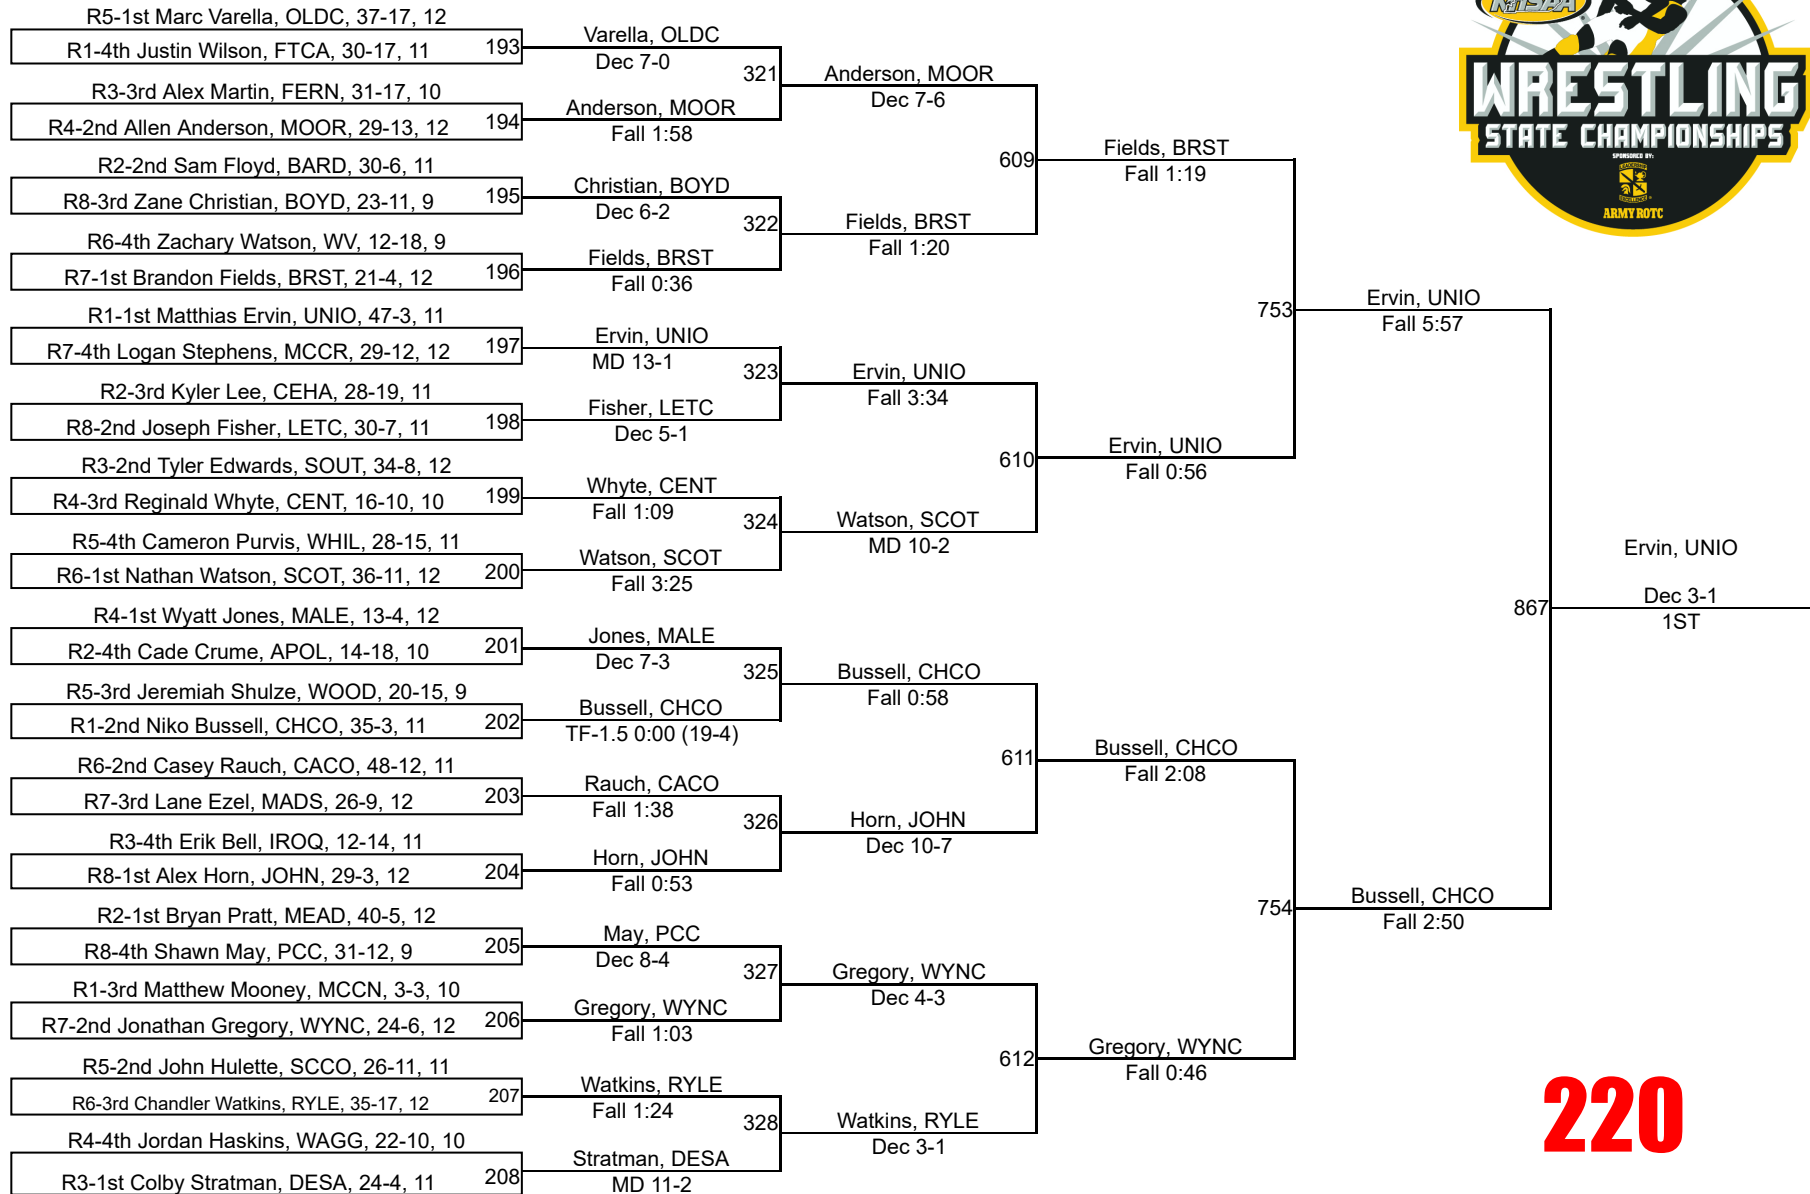 R5-1st Marc Varella, OLDC, 37-17, 12
R1-4th Justin Wilson, FTCA, 30-17, 11
193
R3-3rd Alex Martin, FERN, 31-17, 10
R4-2nd Allen Anderson, MOOR, 29-13, 12
194
R2-2nd Sam Floyd, BARD, 30-6, 11
R8-3rd Zane Christian, BOYD, 23-11, 9
195
R6-4th Zachary Watson, WV, 12-18, 9
R7-1st Brandon Fields, BRST, 21-4, 12
196
R1-1st Matthias Ervin, UNIO, 47-3, 11
R7-4th Logan Stephens, MCCR, 29-12, 12
197
R2-3rd Kyler Lee, CEHA, 28-19, 11
R8-2nd Joseph Fisher, LETC, 30-7, 11
198
R3-2nd Tyler Edwards, SOUT, 34-8, 12
R4-3rd Reginald Whyte, CENT, 16-10, 10
199
R5-4th Cameron Purvis, WHIL, 28-15, 11
R6-1st Nathan Watson, SCOT, 36-11, 12
200
R4-1st Wyatt Jones, MALE, 13-4, 12
R2-4th Cade Crume, APOL, 14-18, 10
201
R5-3rd Jeremiah Shulze, WOOD, 20-15, 9
R1-2nd Niko Bussell, CHCO, 35-3, 11
202
R6-2nd Casey Rauch, CACO, 48-12, 11
R7-3rd Lane Ezel, MADS, 26-9, 12
203
R3-4th Erik Bell, IROQ, 12-14, 11
R8-1st Alex Horn, JOHN, 29-3, 12
204
R2-1st Bryan Pratt, MEAD, 40-5, 12
R8-4th Shawn May, PCC, 31-12, 9
205
R1-3rd Matthew Mooney, MCCN, 3-3, 10
R7-2nd Jonathan Gregory, WYNC, 24-6, 12
206
R5-2nd John Hulette, SCCO, 26-11, 11
R6-3rd Chandler Watkins, RYLE, 35-17, 12
207
R4-4th Jordan Haskins, WAGG, 22-10, 10
R3-1st Colby Stratman, DESA, 24-4, 11
208
Varella, OLDC
Dec 7-0
321
Anderson, MOOR
Fall 1:58
Christian, BOYD
Dec 6-2
322
Fields, BRST
Fall 0:36
Ervin, UNIO
MD 13-1
323
Fisher, LETC
Dec 5-1
Whyte, CENT
Fall 1:09
324
Watson, SCOT
Fall 3:25
Jones, MALE
Dec 7-3
325
Bussell, CHCO
TF-1.5 0:00 (19-4)
Rauch, CACO
Fall 1:38
326
Horn, JOHN
Fall 0:53
May, PCC
Dec 8-4
327
Gregory, WYNC
Fall 1:03
Watkins, RYLE
Fall 1:24
328
Stratman, DESA
MD 11-2
Anderson, MOOR
Dec 7-6
609
Fields, BRST
Fall 1:20
Ervin, UNIO
Fall 3:34
610
Watson, SCOT
MD 10-2
Bussell, CHCO
Fall 0:58
611
Horn, JOHN
Dec 10-7
Gregory, WYNC
Dec 4-3
612
Watkins, RYLE
Dec 3-1
Fields, BRST
Fall 1:19
753
Ervin, UNIO
Fall 0:56
Bussell, CHCO
Fall 2:08
754
Gregory, WYNC
Fall 0:46
Ervin, UNIO
Fall 5:57
867
Bussell, CHCO
Fall 2:50
Ervin, UNIO
Dec 3-1
1ST
WRESTLING
STATE CHAMPIONSHIPS
SPONSORED BY:
ARMY ROTC
220